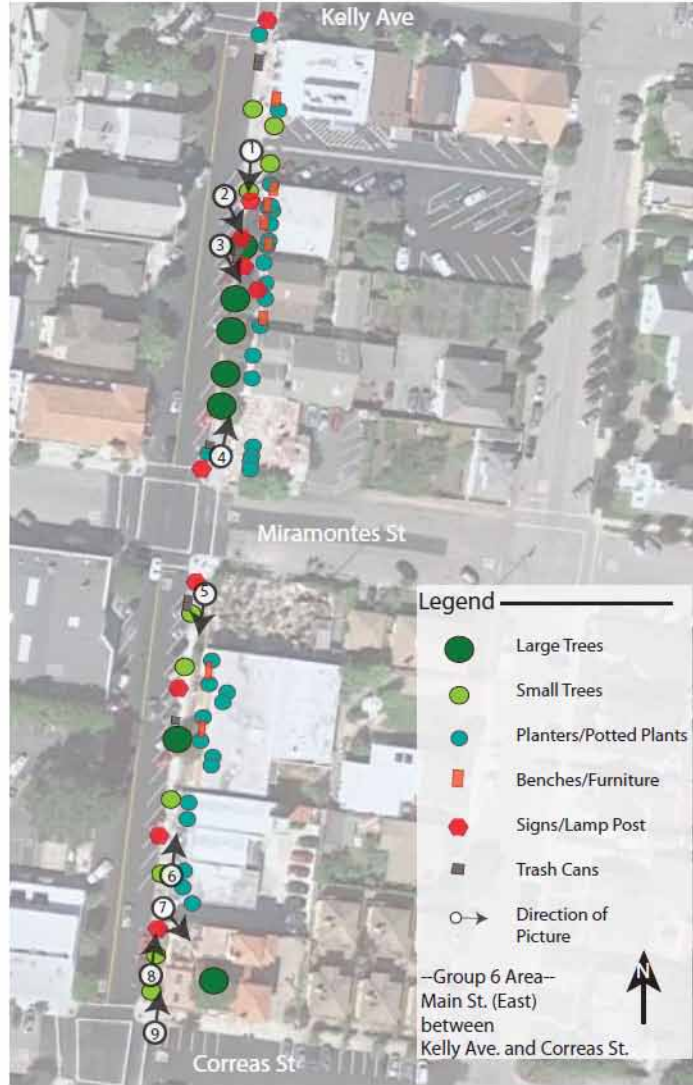 Kelly Ave
1
2
3
4
Miramontes St
5
Legend
Large Trees
Small Trees
Planters/Potted Plants
Benches/Furniture
Signs/Lamp Post
Trash Cans
Direction of
Picture
6
7
8
9
--Group 6 Area--
Main St. (East)
between
Kelly Ave. and Correas St.
N
Correas St